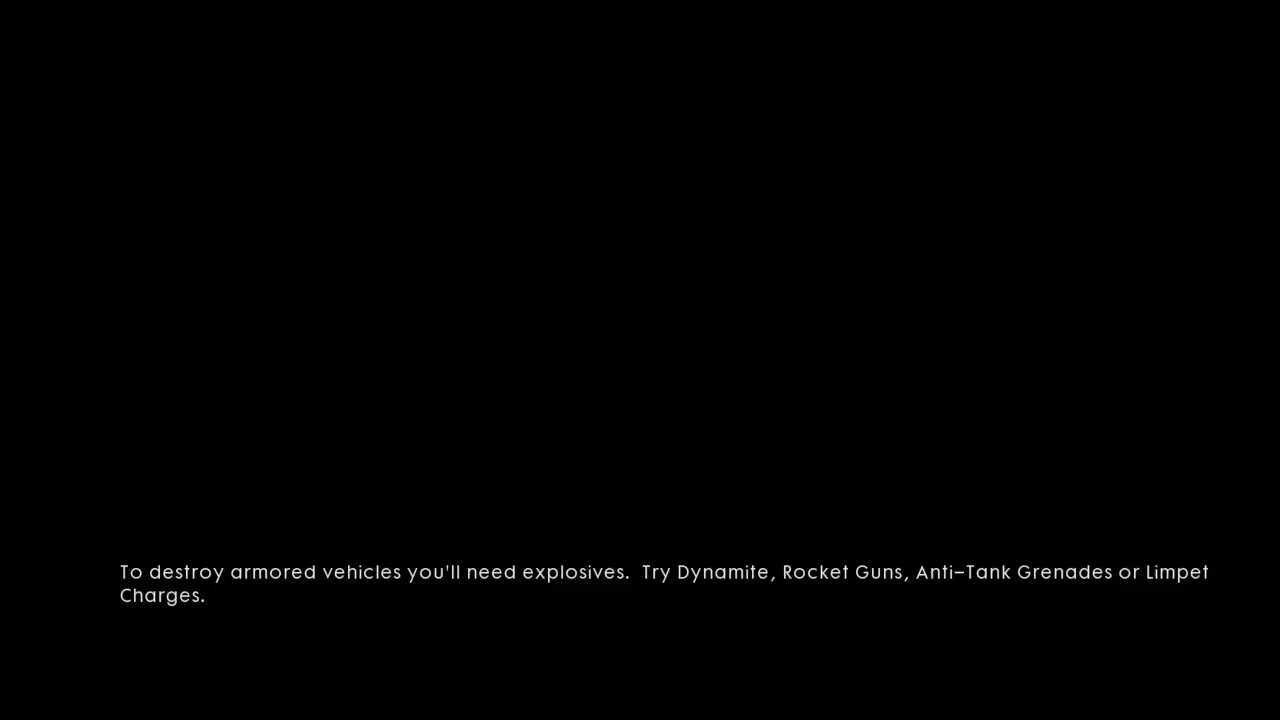 To destroy armored vehicles you'll need explosives.  Try Dynamite, Rocket Guns, Anti-Tank Grenades or Limpet
Charges.